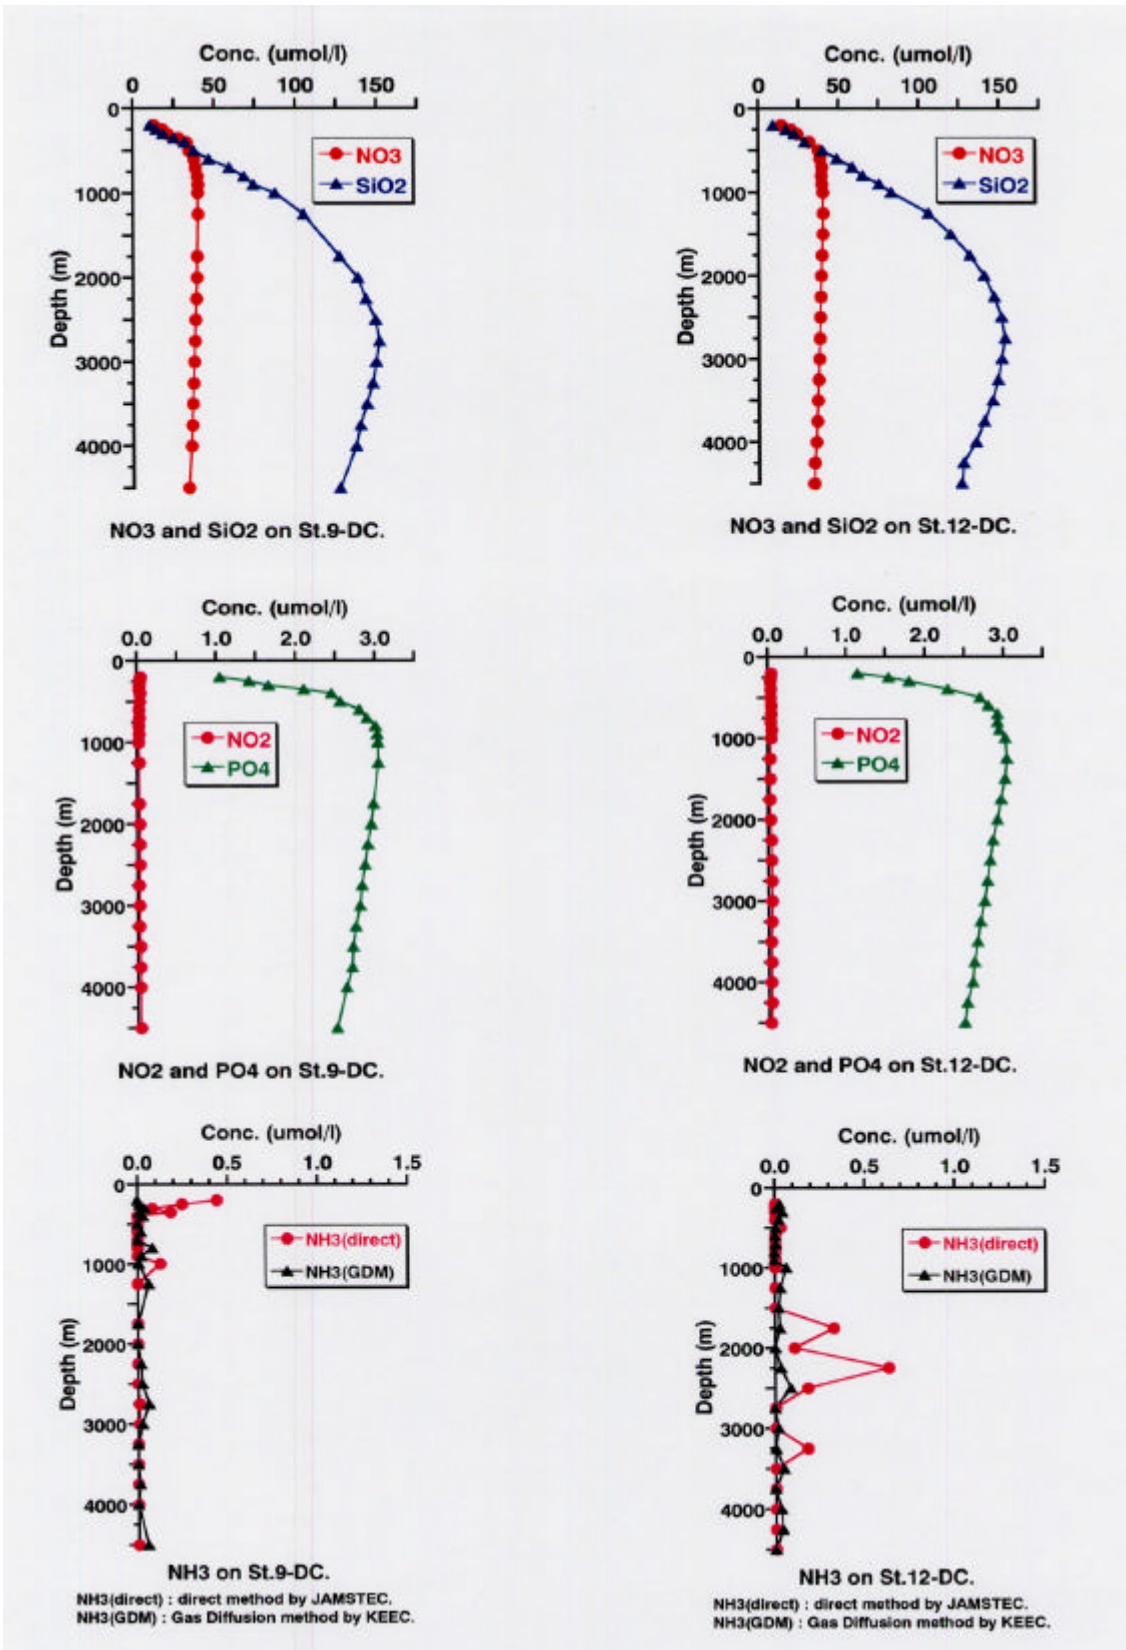 Conc. (umol/l)
0 50 100 150
0
1000
2000
3000
4000
Depth (m)
NO3
SiO2
NO3 and SiO2 on St.9-DC.
Conc. (umol/l)
0 50 100 150
0
1000
2000
3000
4000
Depth (m)
NO3
SiO2
NO3 and SiO2 on St.12-DC.
Conc. (umol/l)
0.0 1.0 2.0 3.0
0
1000
2000
3000
4000
Depth (m)
NO2
PO4
NO2 and PO4 on St.9-DC.
Conc. (umol/l)
0.0 1.0 2.0 3.0
0
1000
2000
3000
4000
Depth (m)
NO2
PO4
NO2 and PO4 on St.12-DC.
Conc. (umol/l)
0.0 0.5 1.0 1.5
0
1000
2000
3000
4000
Depth (m)
NH3(direct)
NH3(GDM)
NH3 on St.9-DC.
NH3(direct) : direct method by JAMSTEC.
NH3(GDM) : Gas Diffusion method by KEEC.
Conc. (umol/l)
0.0 0.5 1.0 1.5
0
1000
2000
3000
4000
Depth (m)
NH3(direct)
NH3(GDM)
NH3 on St.12-DC.
NH3(direct) : direct method by JAMSTEC.
NH3(GDM) : Gas Diffusion method by KEEC.